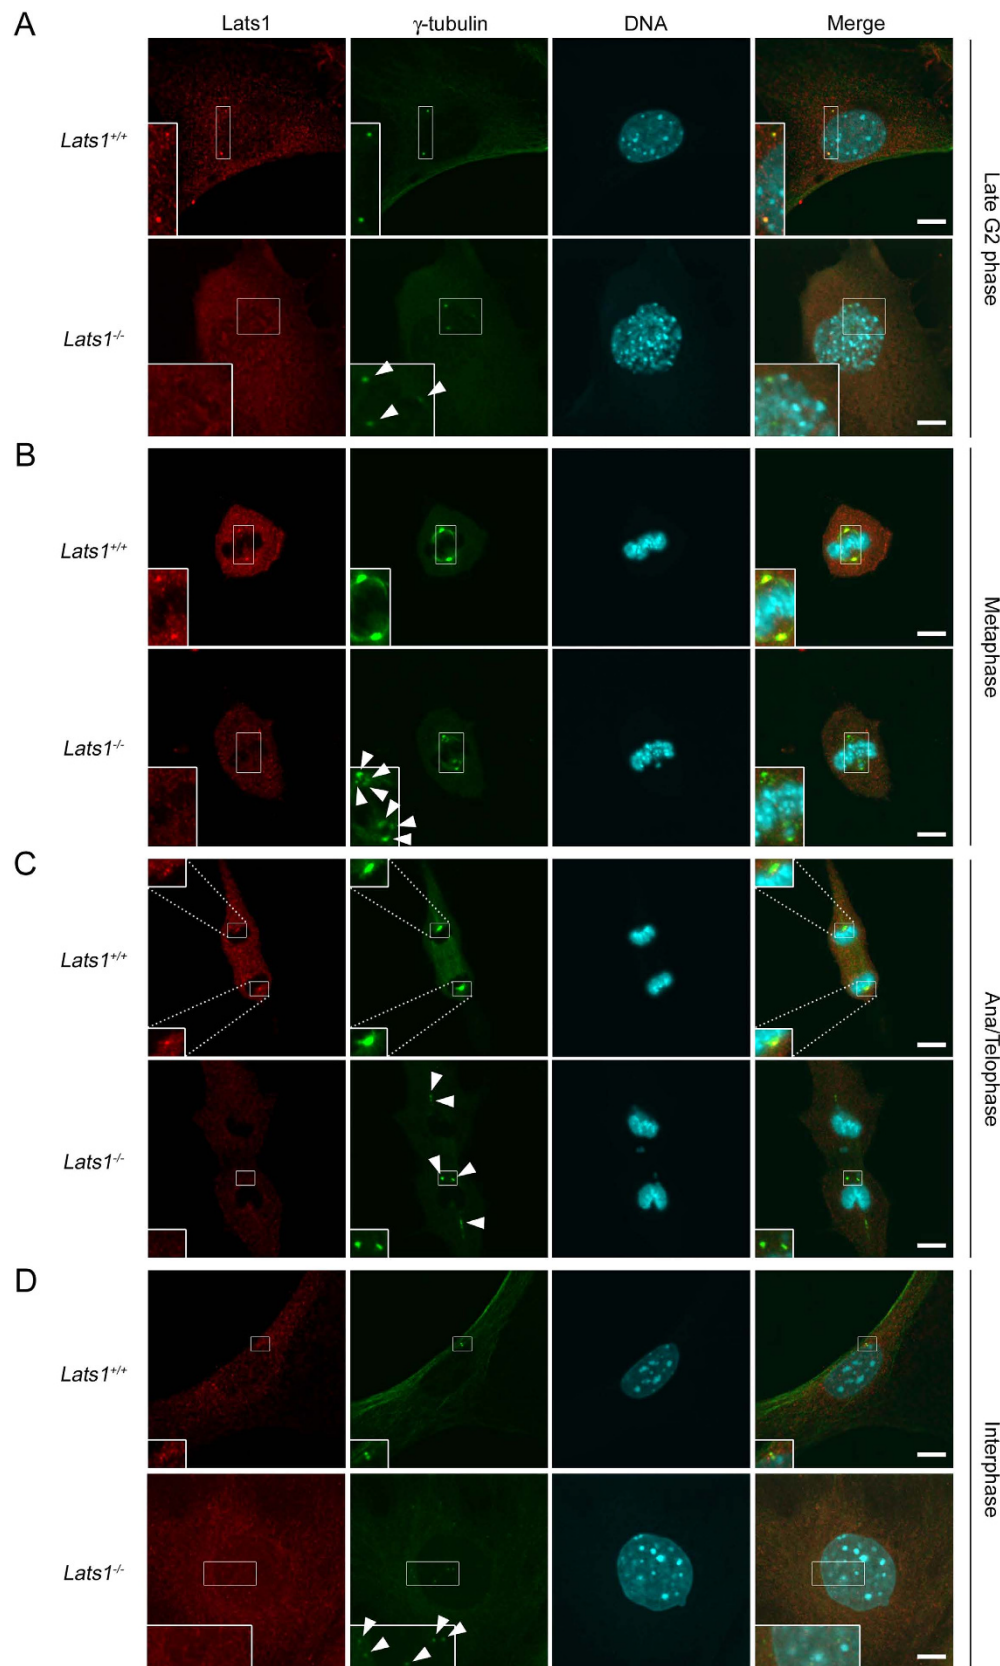 A
Lats1 γ-tubulin DNA Merge
Lats1+/+
Lats1-/-
Late G2 phase
B
Lats1+/+
Lats1-/-
Metaphase
C
Lats1+/+
Lats1-/-
Ana/Telophase
D
Lats1+/+
Lats1-/-
Interphase